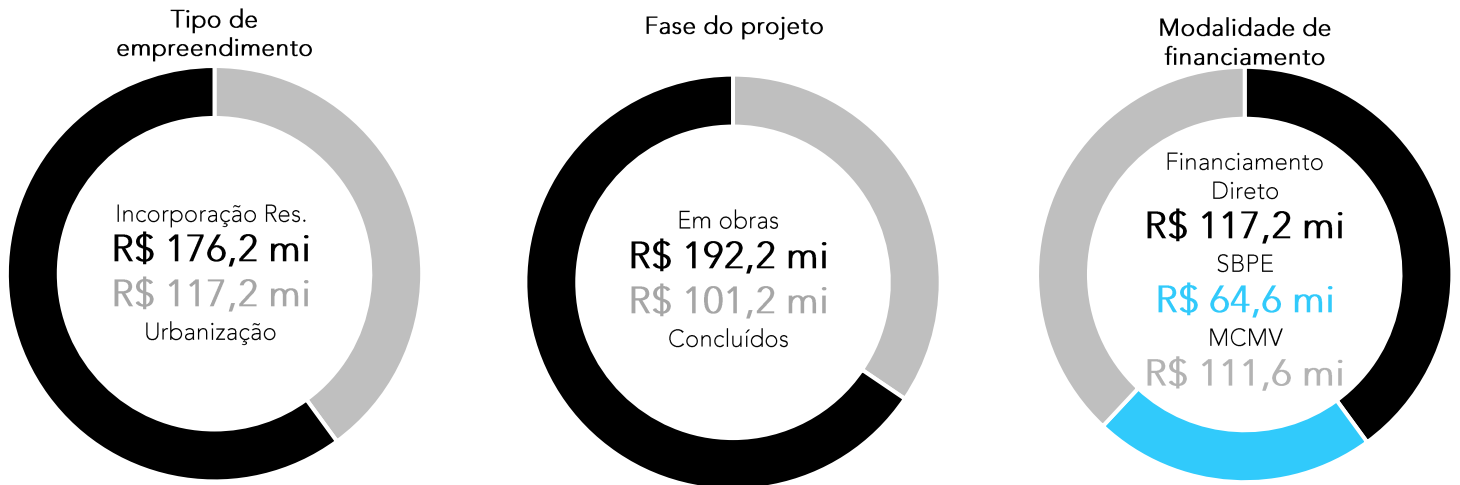 Tipo de
empreendimento
Incorporação Res.
R$ 176,2 mi
R$ 117,2 mi
Urbanização
Fase do projeto
Em obras
R$ 192,2 mi
R$ 101,2 mi
Concluídos
Modalidade de
financiamento
Financiamento
Direto
R$ 117,2 mi
SBPE
R$ 64,6 mi
MCMV
R$ 111,6 mi